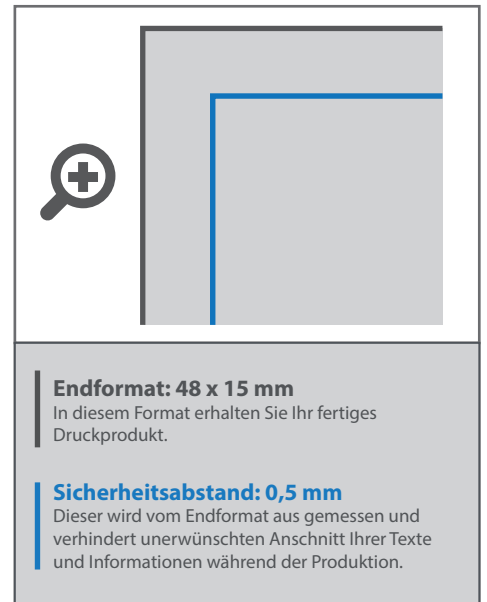 Endformat: 48 x 15 mm
In diesem Format erhalten Sie Ihr fertiges
Druckprodukt.
Sicherheitsabstand: 0,5 mm
Dieser wird vom Endformat aus gemessen und
verhindert unerwünschten Anschnitt Ihrer Texte
und Informationen während der Produktion.